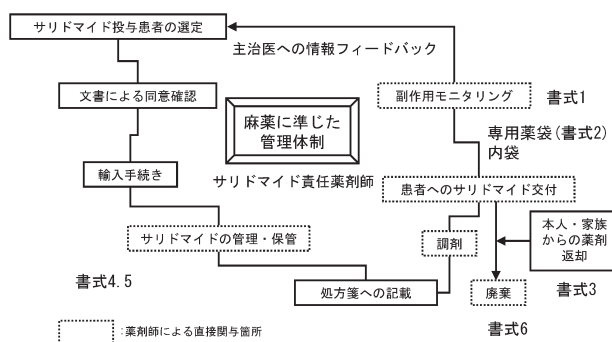 サリドマイド投与患者の選定
主治医への情報フィードバック
文書による同意確認
麻薬に準じた
管理体制
副作用モニタリング
書式1
専用薬袋(書式2)
内袋
輸入手続き
サリドマイド責任薬剤師
患者へのサリドマイド交付
サリドマイドの管理・保管
調剤
本人・家族
からの薬剤
返却
書式4.5
処方箋への記載
廃棄
書式3
書式6
:薬剤師による直接関与箇所